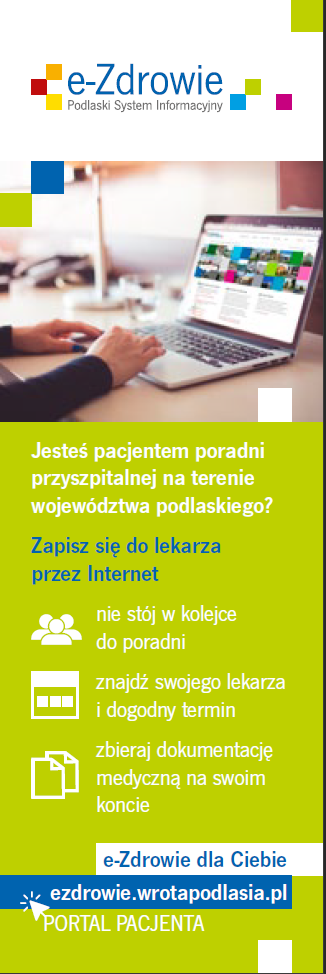 e-Zdrowie
Podlaski System Informacyjny
Jesteś pacjentem poradni
przyszpitalnej na terenie
województwa podlaskiego?
Zapisz się do lekarza
przez Internet
nie stój w kolejce
do poradni
znajdź swojego lekarza
i dogodny termin
zbieraj dokumentację
medyczną na swoim
koncie
e-Zdrowie dla Ciebie
ezdrowie.wrotapodlasia.pl
PORTAL PACJENTA